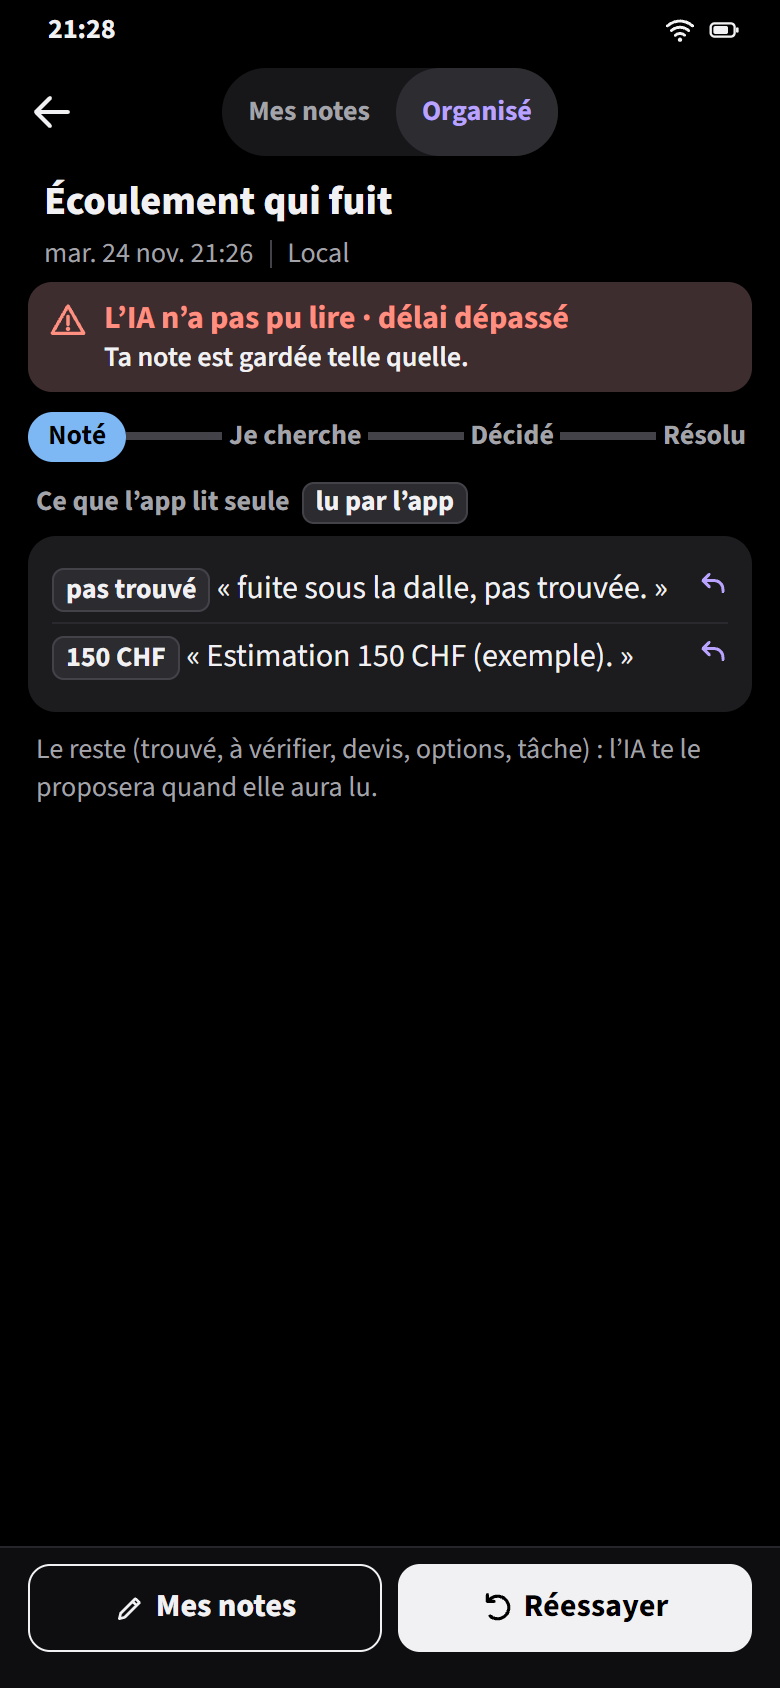 21:28
Mes notes Organisé
Écoulement qui fuit
mar. 24 nov. 21:26 | Local
L’IA n’a pas pu lire · délai dépassé
Ta note est gardée telle quelle.
Noté Je cherche Décidé Résolu
Ce que l’app lit seule lu par l’app
pas trouvé « fuite sous la dalle, pas trouvée. »
150 CHF « Estimation 150 CHF (exemple). »
Le reste (trouvé, à vérifier, devis, options, tâche) : l’IA te le
proposera quand elle aura lu.
Mes notes Réessayer